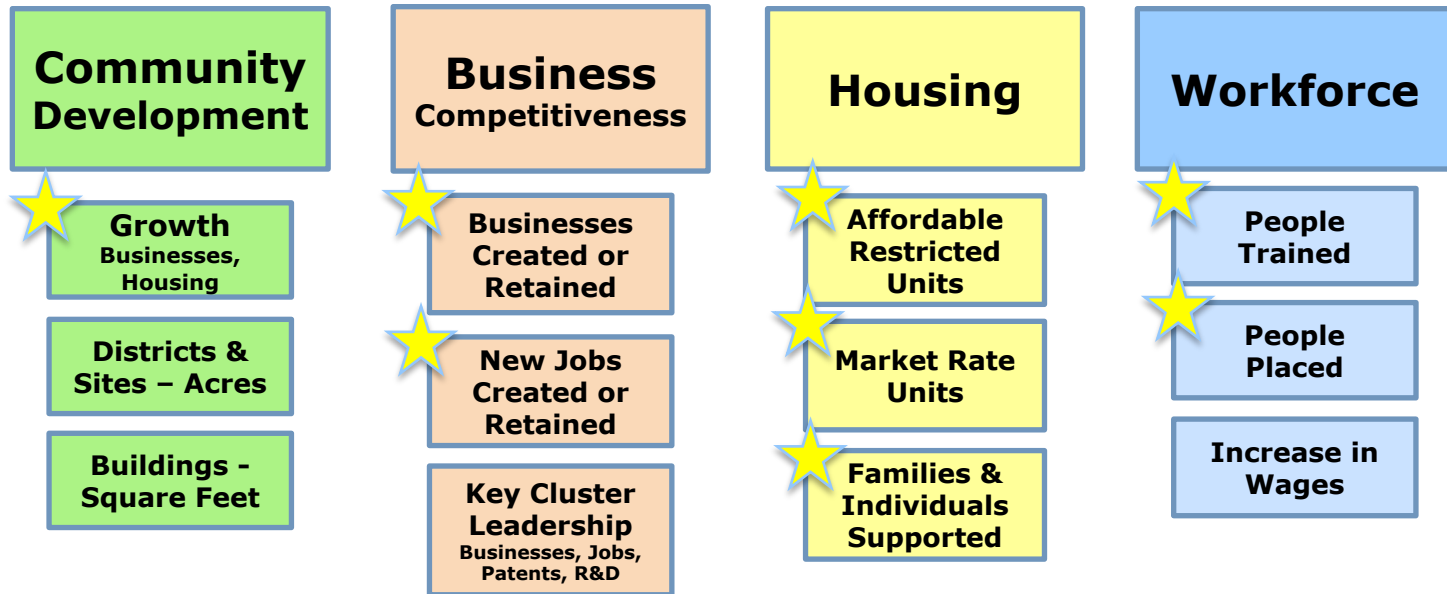 Community
Development
Growth
Businesses,
Housing
Districts &
Sites – Acres
Buildings -
Square Feet
Business
Competitiveness
Businesses
Created or
Retained
New Jobs
Created or
Retained
Key Cluster
Leadership
Businesses, Jobs,
Patents, R&D
Housing
Affordable
Restricted
Units
Market Rate
Units
Families &
Individuals
Supported
Workforce
People
Trained
People
Placed
Increase in
Wages